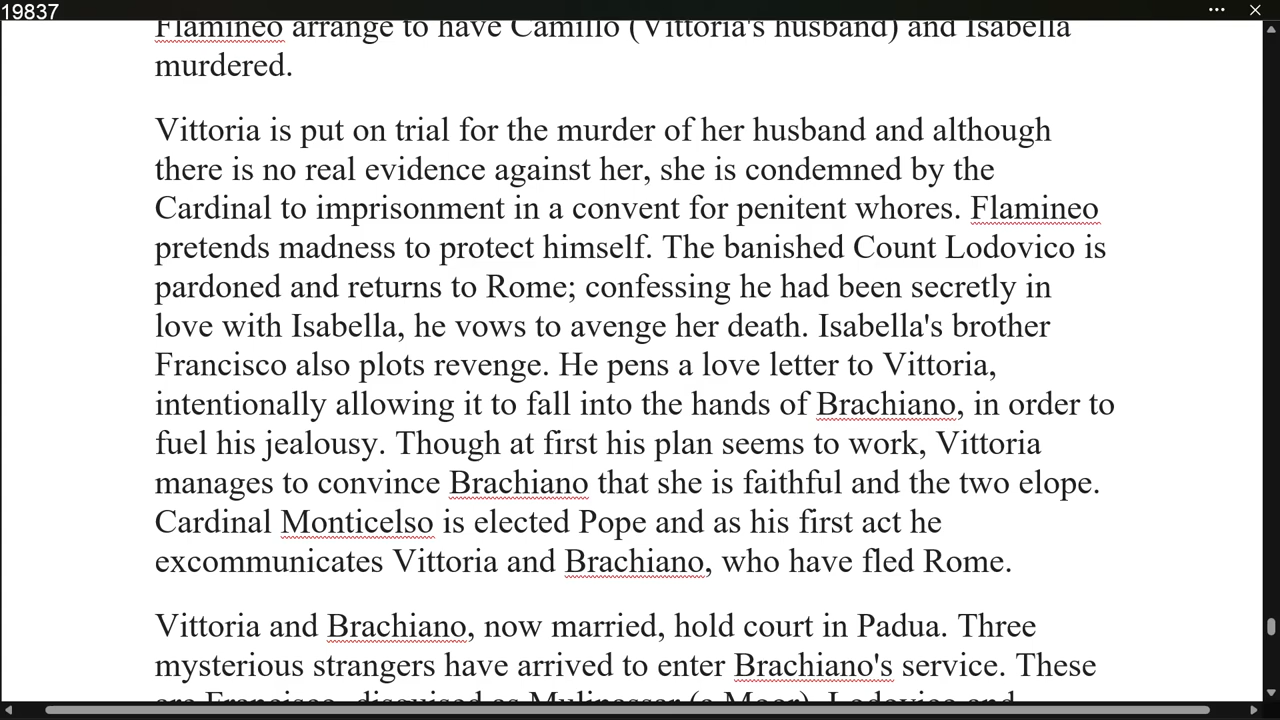 19837
Flamineo arrange to have Camillo (Vittoria's husband) and Isabella
murdered.
Vittoria is put on trial for the murder of her husband and although
there is no real evidence against her, she is condemned by the
Cardinal to imprisonment in a convent for penitent whores. Flamineo
pretends madness to protect himself. The banished Count Lodovico is
pardoned and returns to Rome; confessing he had been secretly in
love with Isabella, he vows to avenge her death. Isabella's brother
Francisco also plots revenge. He pens a love letter to Vittoria,
intentionally allowing it to fall into the hands of Brachiano, in order to
fuel his jealousy. Though at first his plan seems to work, Vittoria
manages to convince Brachiano that she is faithful and the two elope.
Cardinal Monticelso is elected Pope and as his first act he
excommunicates Vittoria and Brachiano, who have fled Rome.
Vittoria and Brachiano, now married, hold court in Padua. Three
mysterious strangers have arrived to enter Brachiano's service. These
are Francisco, disguised as Mulinassar (a Moor), Lodovico and